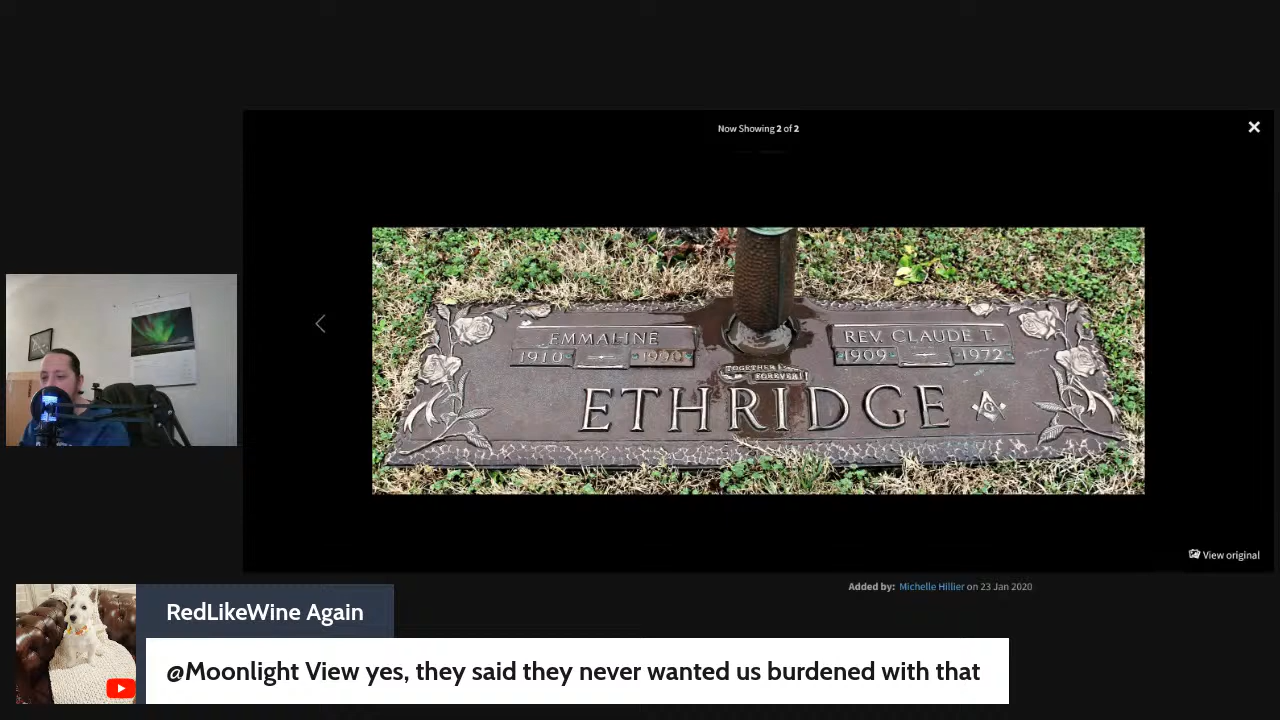 Now Showing 2 of 2
EMMALINE
1910 1990
REV. CLAUDE T.
1909 1972
TOGETHER
FOREVER!
ETHRIDGE
G
View original
Added by: Michelle Hillier on 23 Jan 2020
RedLikeWine Again
@Moonlight View yes, they said they never wanted us burdened with that